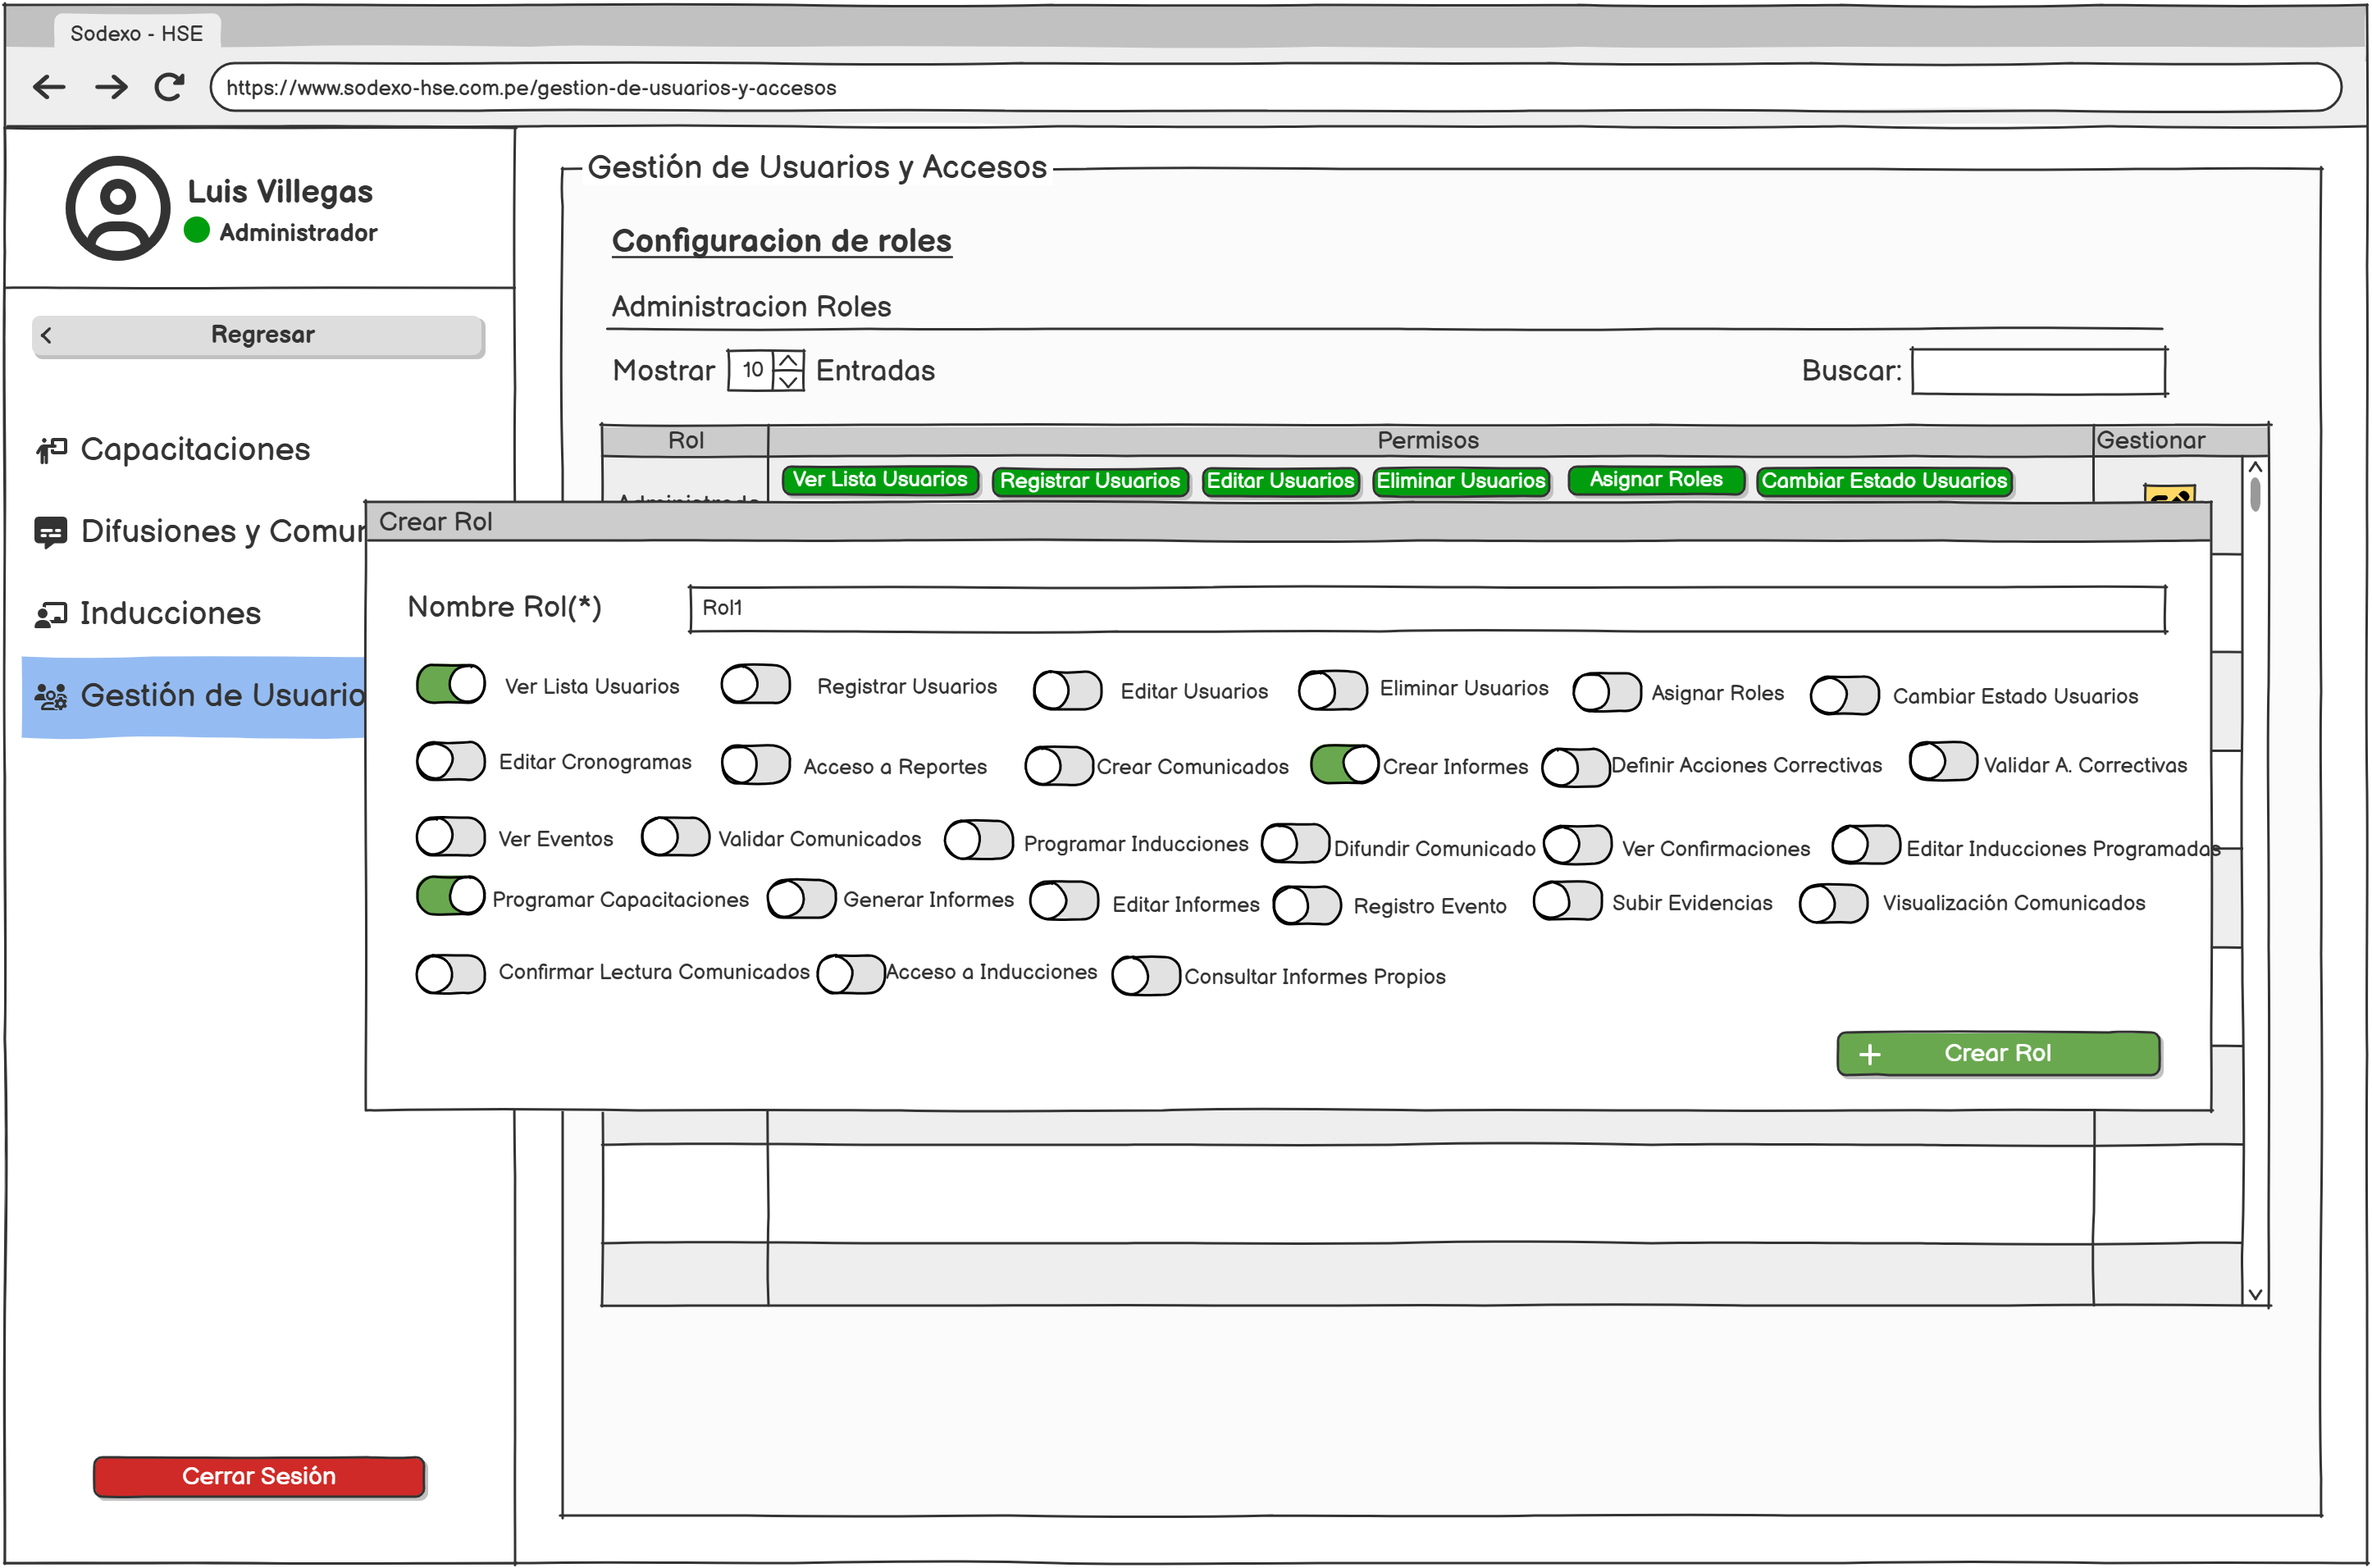 Sodexo - HSE
https://www.sodexo-hse.com.pe/gestion-de-usuarios-y-accesos
Luis Villegas
Administrador
Regresar
Capacitaciones
Difusiones y Comur
Inducciones
Gestión de Usuario
Cerrar Sesión
Gestión de Usuarios y Accesos
Configuracion de roles
Administracion Roles
Mostrar 10 Entradas Buscar:
Rol Permisos Gestionar
Ver Lista Usuarios Registrar Usuarios Editar Usuarios Eliminar Usuarios Asignar Roles Cambiar Estado Usuarios
Administrado
Crear Rol
Nombre Rol(*) Rol1
Ver Lista Usuarios Registrar Usuarios Editar Usuarios Eliminar Usuarios Asignar Roles Cambiar Estado Usuarios
Editar Cronogramas Acceso a Reportes Crear Comunicados Crear Informes Definir Acciones Correctivas Validar A. Correctivas
Ver Eventos Validar Comunicados Programar Inducciones Difundir Comunicado Ver Confirmaciones Editar Inducciones Programadas
Programar Capacitaciones Generar Informes Editar Informes Registro Evento Subir Evidencias Visualización Comunicados
Confirmar Lectura Comunicados Acceso a Inducciones Consultar Informes Propios
+ Crear Rol